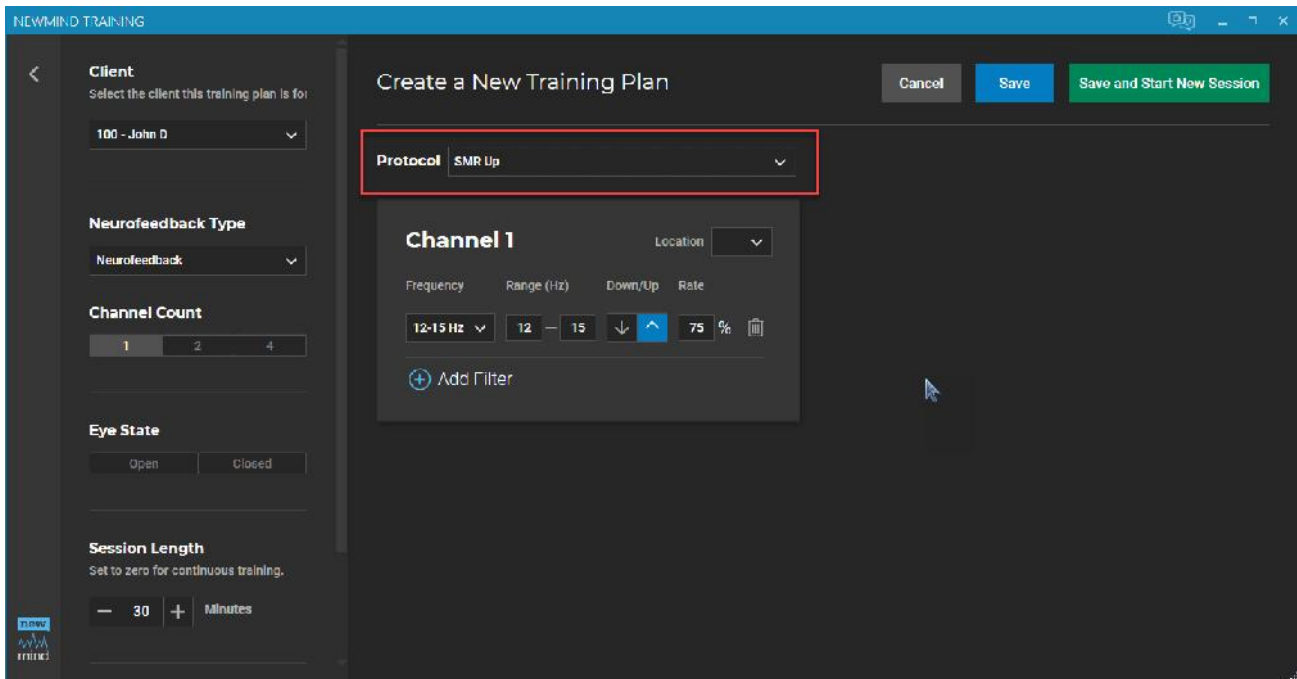 NEWMIND TRAINING
Client
Select the client this training plan is for
100 - John D
Neurofeedback Type
Neurofeedback
Channel Count
1 2 4
Eye State
Open Closed
Session Length
Set to zero for continuous training.
30 Minutes
new
mind
Create a New Training Plan
Cancel Save Save and Start New Session
Protocol SMR Up
Channel 1 Location
Frequency Range (Hz) Down/Up Rate
12-15 Hz 12 — 15 75 %
Add Filter